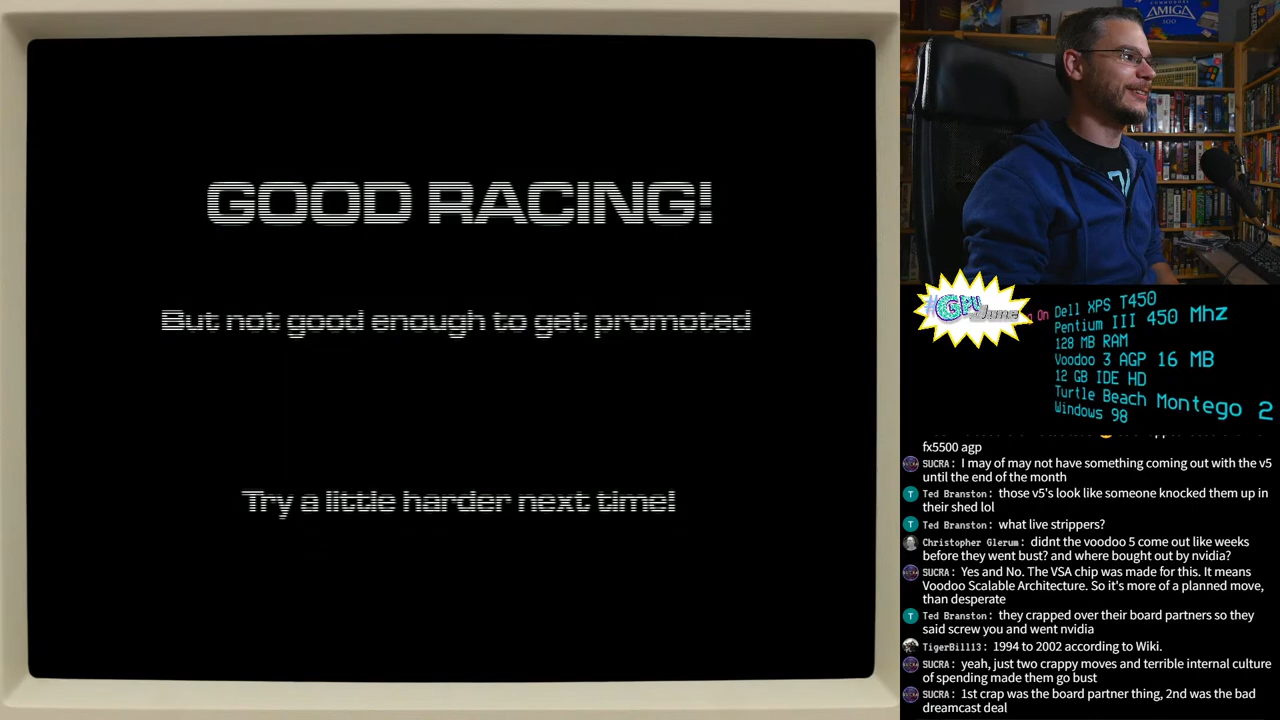 GOOD RACING!
But not good enough to get promoted
Try a little harder next time!
AMIGA
#GPU
June
On Dell XPS T450
Pentium III 450 Mhz
128 MB RAM
Voodoo 3 AGP 16 MB
12 GB IDE HD
Turtle Beach Montego 2
Windows 98
fx5500 agp
SUCRA: I may of may not have something coming out with the v5
until the end of the month
T Ted Branston: those v5's look like someone knocked them up in
their shed lol
T Ted Branston: what live strippers?
Christopher Glerum: didnt the voodoo 5 come out like weeks
before they went bust? and where bought out by nvidia?
SUCRA: Yes and No. The VSA chip was made for this. It means
Voodoo Scalable Architecture. So it's more of a planned move,
than desperate
T Ted Branston: they crapped over their board partners so they
said screw you and went nvidia
TigerBill13: 1994 to 2002 according to Wiki.
SUCRA: yeah, just two crappy moves and terrible internal culture
of spending made them go bust
SUCRA: 1st crap was the board partner thing, 2nd was the bad
dreamcast deal